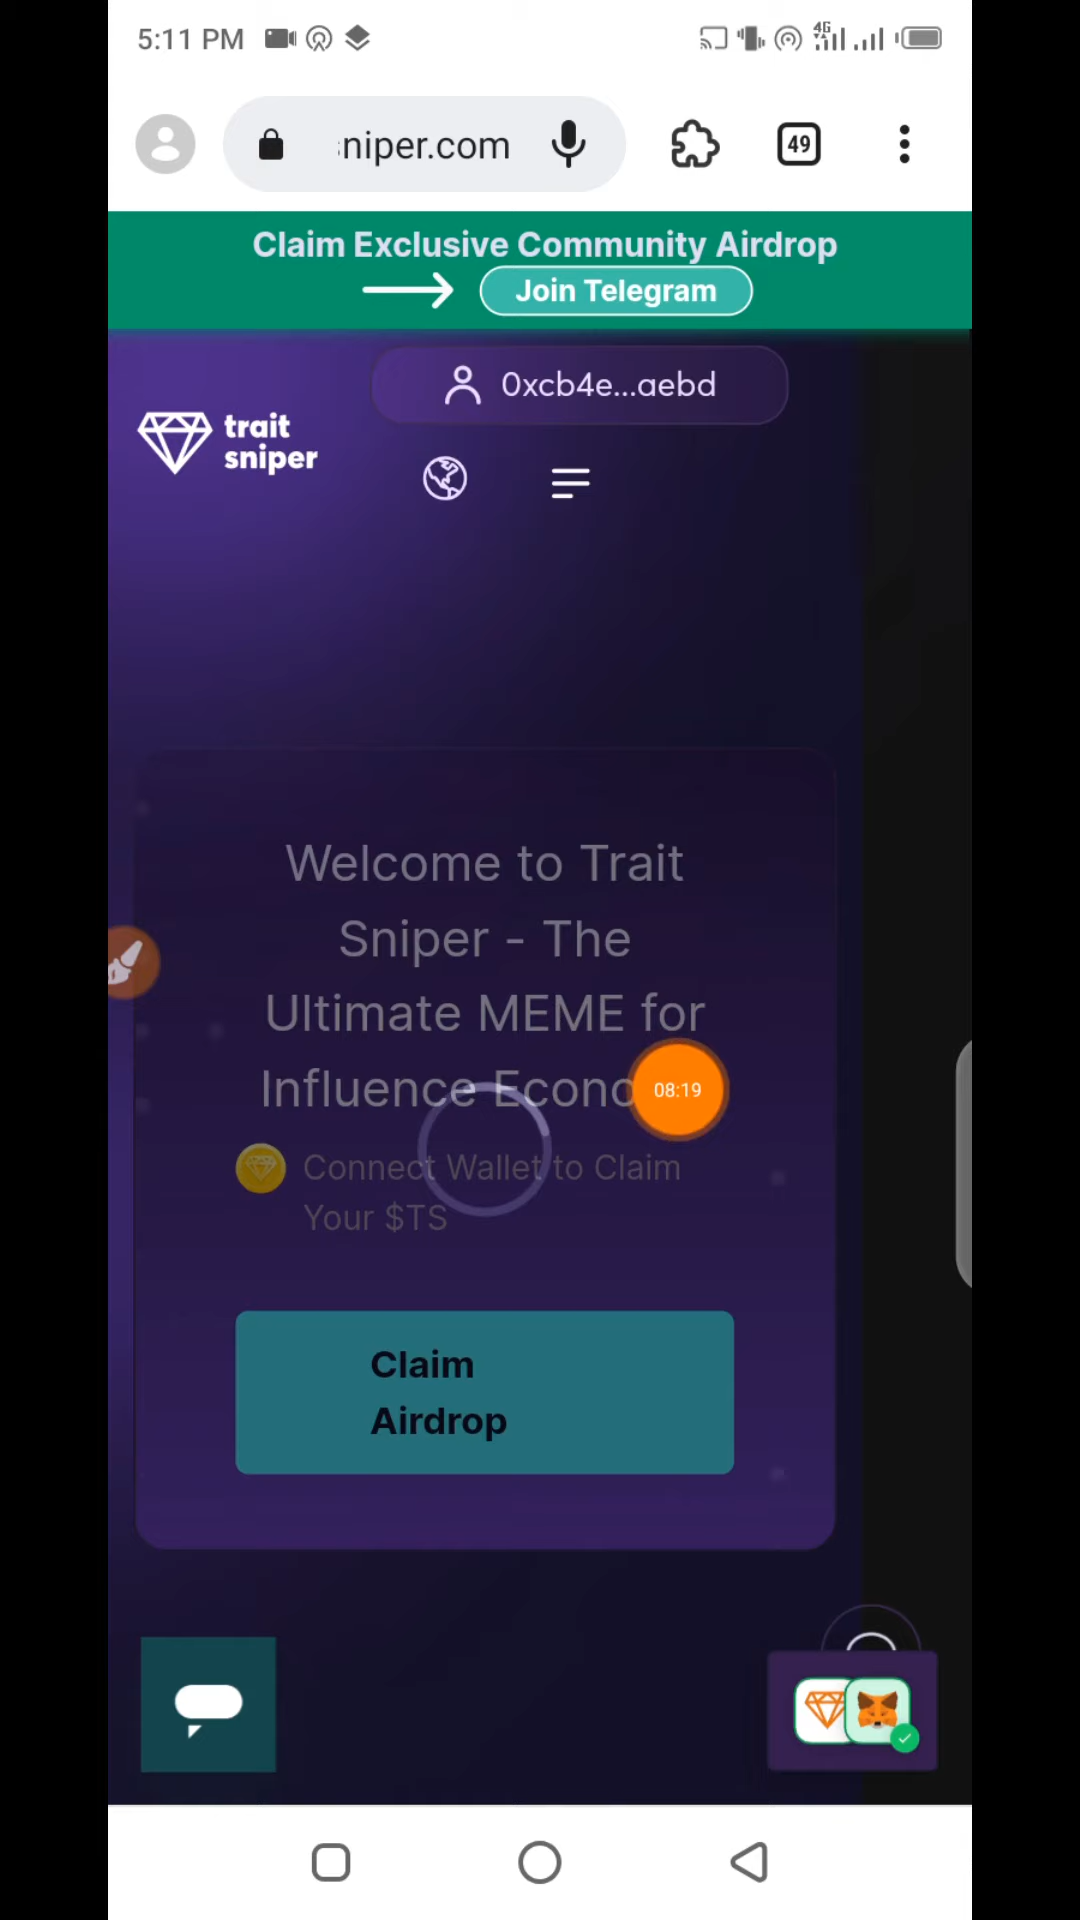 5:11 PM
4G
niper.com
49
Claim Exclusive Community Airdrop
Join Telegram
0xcb4e...aebd
trait
sniper
Welcome to Trait
Sniper - The
Ultimate MEME for
Influence Econo
08:19
Connect Wallet to Claim
Your $TS
Claim
Airdrop